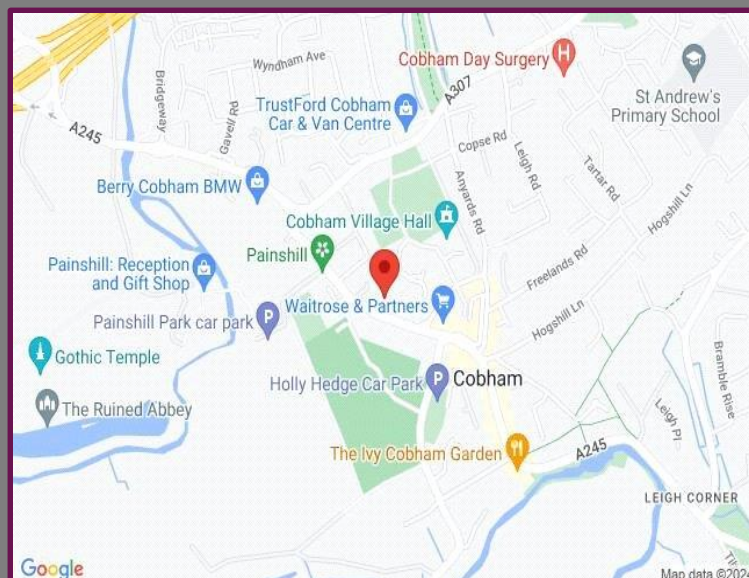 Wyndham Ave
Cobham Day Surgery
H
A307
St Andrew's
Primary School
Bridgeway
Gavell Rd
TrustFord Cobham
Car & Van Centre
A245
Copse Rd
Leigh Rd
Tartar Rd
Anyards Rd
Hogshill Ln
Berry Cobham BMW
Cobham Village Hall
Painshill
Painshill: Reception
and Gift Shop
Freelands Rd
Waitrose & Partners
Hogshill Ln
Painshill Park car park
P
Gothic Temple
Bramble Rise
Holly Hedge Car Park
P
Cobham
The Ruined Abbey
Leigh Pl
The Ivy Cobham Garden
A245
LEIGH CORNER
Google
Map data ©2024